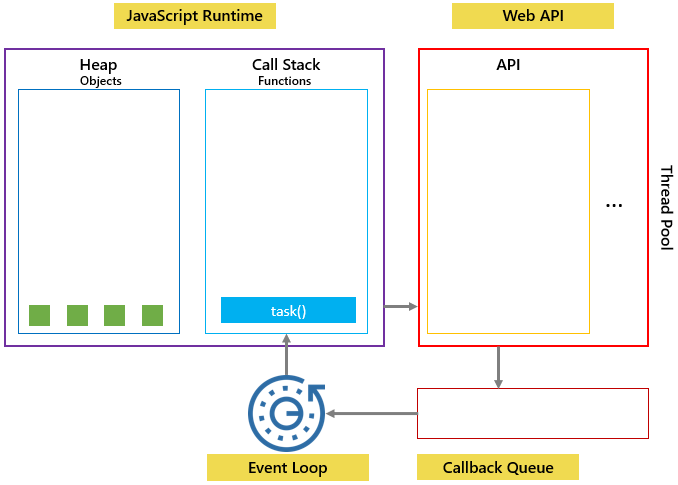 JavaScript Runtime
Web API
Heap
Objects
Call Stack
Functions
API
...
Thread Pool
task()
Event Loop
Callback Queue